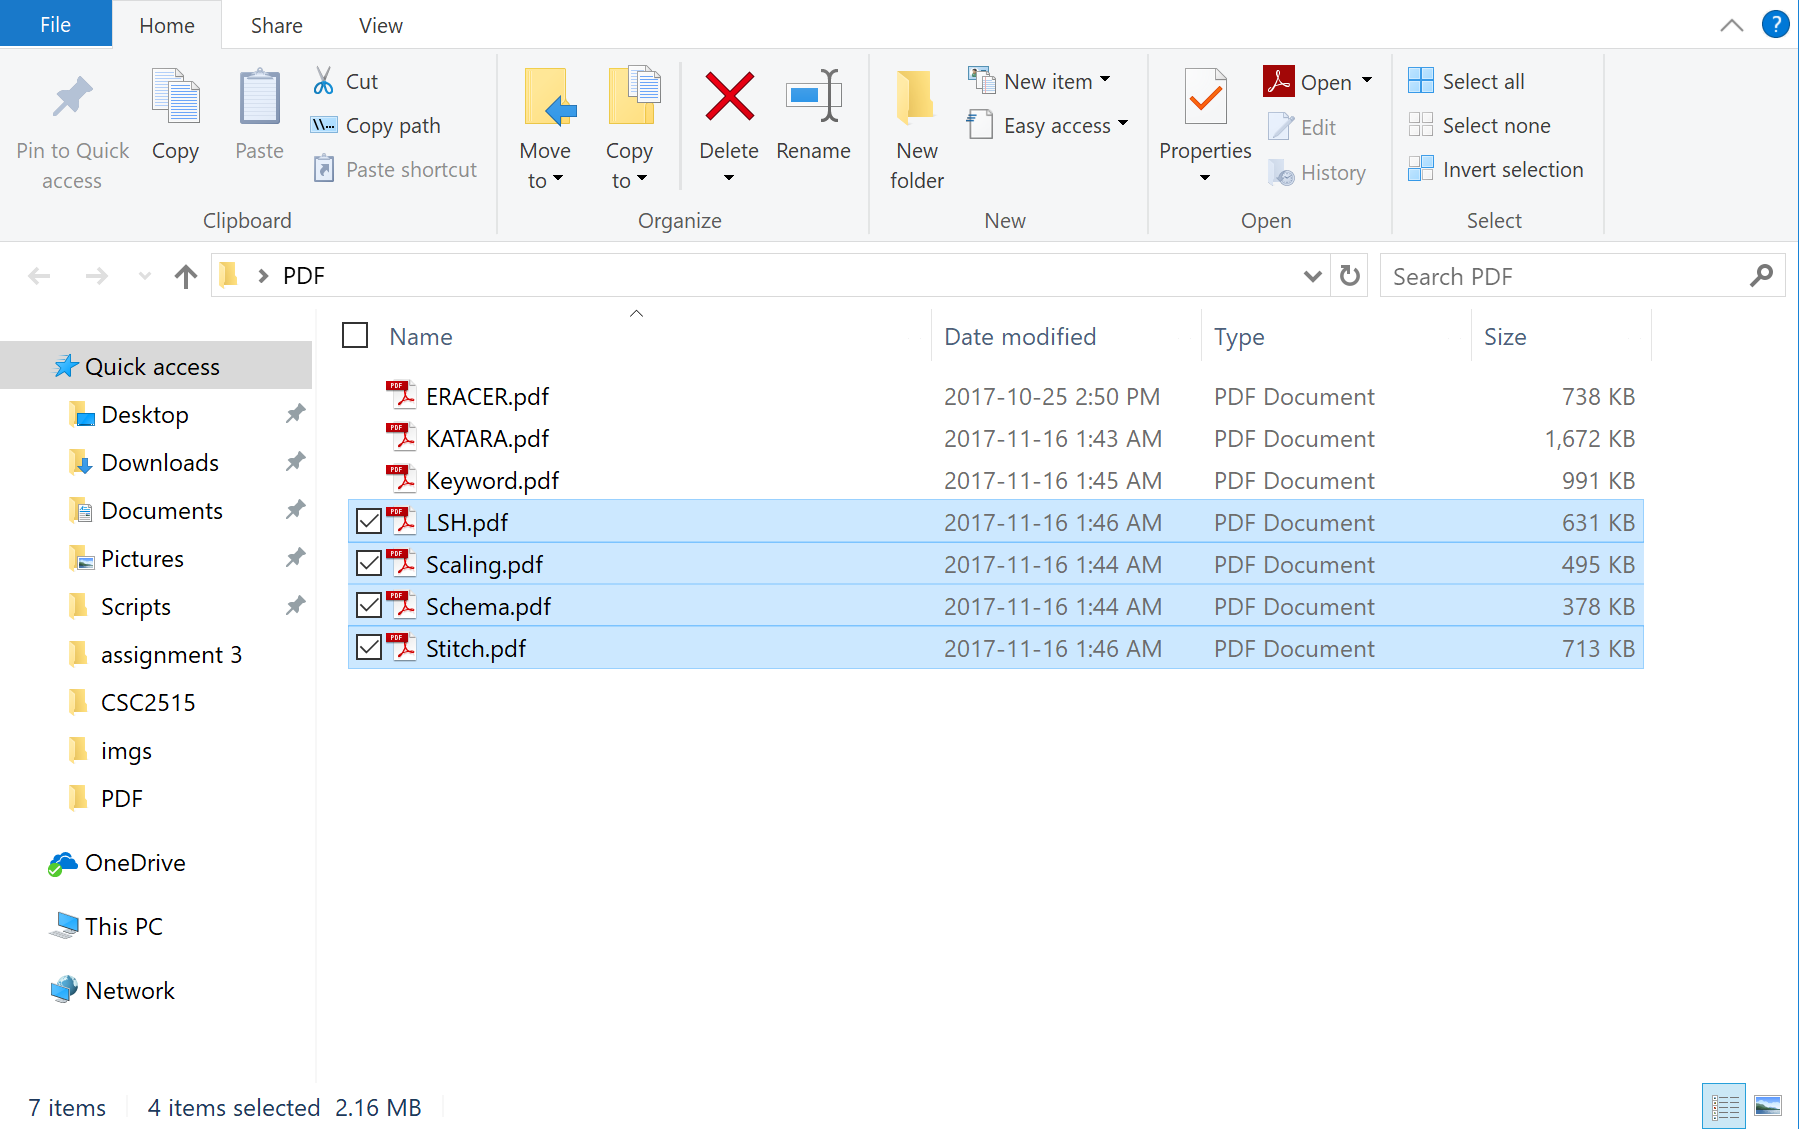 File Home Share View ?
Pin to Quick access
Copy
Paste
Cut
Copy path
Paste shortcut
Clipboard
Move to
Copy to
Delete
Rename
Organize
New folder
New item
Easy access
New
Properties
Open
Edit
History
Open
Select all
Select none
Invert selection
Select
PDF
Search PDF
Quick access
Desktop
Downloads
Documents
Pictures
Scripts
assignment 3
CSC2515
imgs
PDF
OneDrive
This PC
Network
Name Date modified Type Size
PDF ERACER.pdf 2017-10-25 2:50 PM PDF Document 738 KB
PDF KATARA.pdf 2017-11-16 1:43 AM PDF Document 1,672 KB
PDF Keyword.pdf 2017-11-16 1:45 AM PDF Document 991 KB
PDF LSH.pdf 2017-11-16 1:46 AM PDF Document 631 KB
PDF Scaling.pdf 2017-11-16 1:44 AM PDF Document 495 KB
PDF Schema.pdf 2017-11-16 1:44 AM PDF Document 378 KB
PDF Stitch.pdf 2017-11-16 1:46 AM PDF Document 713 KB
7 items 4 items selected 2.16 MB